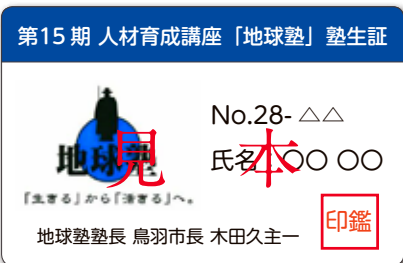 第15期 人材育成講座「地球塾」塾生証
No.28- △△
地球塾
氏名 ○○ ○○
見本
「生きる」から「活きる」へ。
地球塾塾長 鳥羽市長 木田久主一
印鑑